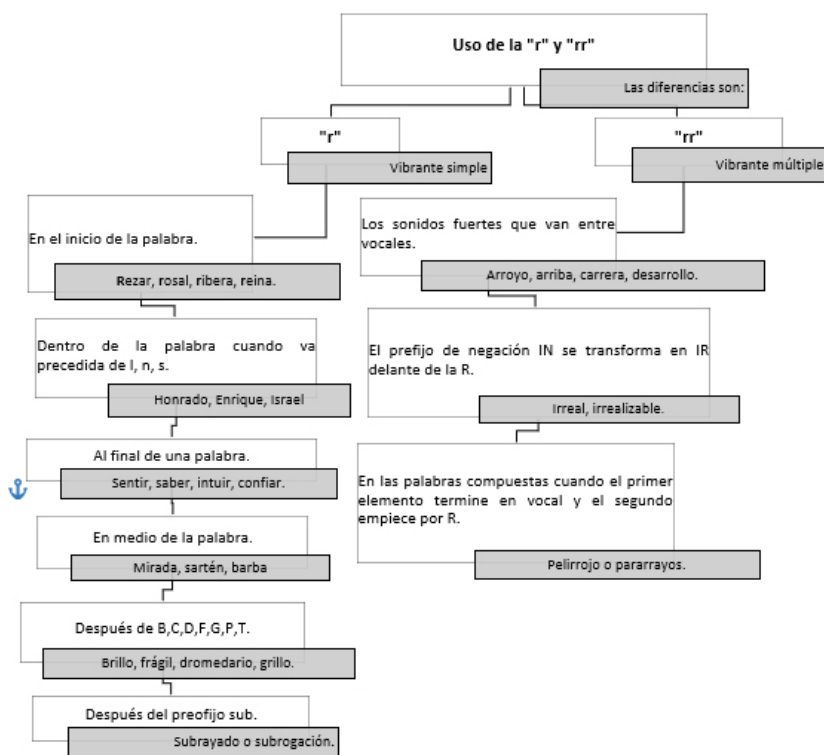 Uso de la "r" y "rr"
Las diferencias son:
"r"
Vibrante simple
En el inicio de la palabra.
Rezar, rosal, ribera, reina.
Dentro de la palabra cuando va
precedida de l, n, s.
Honrado, Enrique, Israel
Al final de una palabra.
Sentir, saber, intuir, confiar.
En medio de la palabra.
Mirada, sartén, barba
Después de B,C,D,F,G,P,T.
Brillo, frágil, dromedario, grillo.
Después del preofijo sub.
Subrayado o subrogación.
"rr"
Vibrante múltiple
Los sonidos fuertes que van entre
vocales.
Arroyo, arriba, carrera, desarrollo.
El prefijo de negación IN se transforma en IR
delante de la R.
Irreal, irrealizable.
En las palabras compuestas cuando el primer
elemento termine en vocal y el segundo
empiece por R.
Pelirrojo o pararrayos.